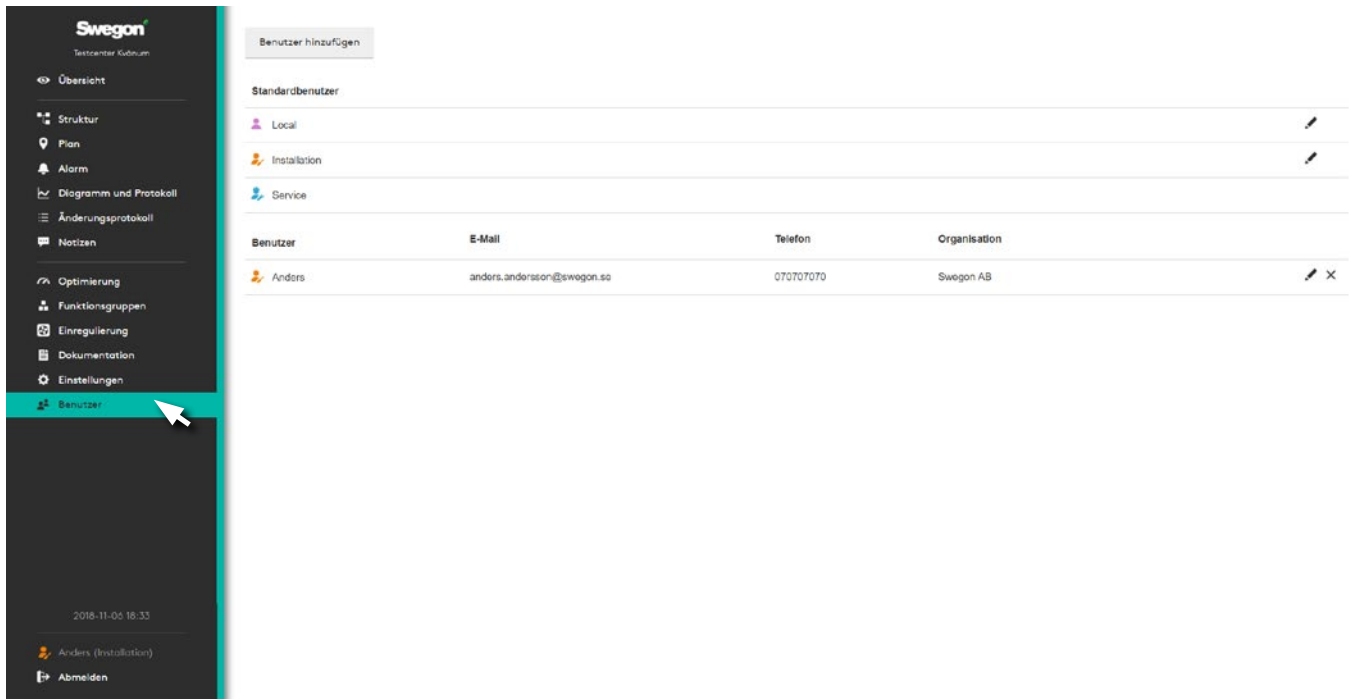 Swegon
Testcenter Kvänum
Übersicht
Struktur
Plan
Alarm
Diagramm und Protokoll
Änderungsprotokoll
Notizen
Optimierung
Funktionsgruppen
Einregulierung
Dokumentation
Einstellungen
Benutzer
2018-11-06 18:33
Anders (Installation)
Abmelden
Benutzer hinzufügen
Standardbenutzer
Local
Installation
Service
Benutzer E-Mail Telefon Organisation
Anders anders.andersson@swegon.se 070707070 Swegon AB